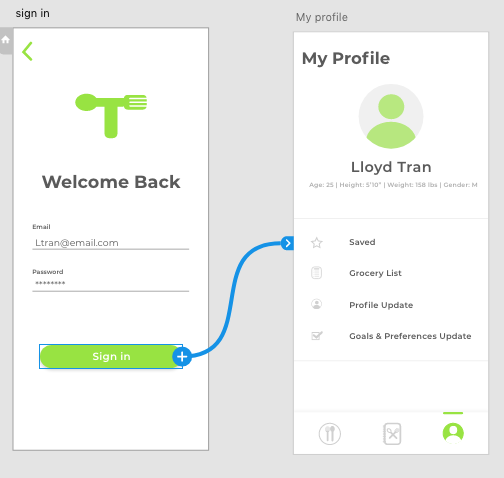 sign in
My profile
Welcome Back
Email
Ltran@email.com
Password
********
Sign in
My Profile
Lloyd Tran
Age: 25 | Height: 5'10" | Weight: 158 lbs | Gender: M
Saved
Grocery List
Profile Update
Goals & Preferences Update